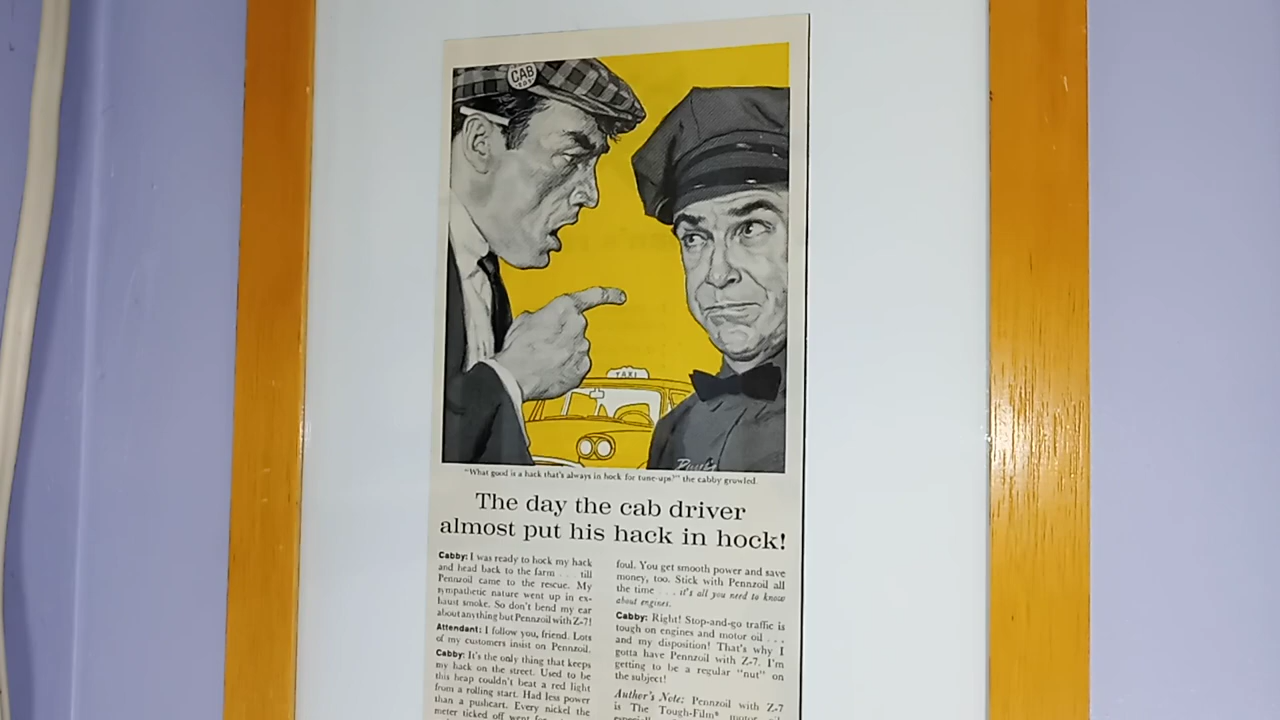 CAB
TAXI
"What good is a hack that's always in hock for tune-ups?" the cabby growled.
The day the cab driver
almost put his hack in hock!
Cabby: I was ready to hock my hack
and head back to the farm . . . till
Pennzoil came to the rescue. My
sympathetic nature went up in ex-
haust smoke. So don't bend my ear
about anything but Pennzoil with Z-7!
Attendant: I follow you, friend. Lots
of my customers insist on Pennzoil.
Cabby: It's the only thing that keeps
my hack on the street. Used to be
this heap couldn't beat a red light
from a rolling start. Had less power
than a pushcart. Every nickel the
meter ticked off went for
foul. You get smooth power and save
money, too. Stick with Pennzoil all
the time . . . it's all you need to know
about engines.
Cabby: Right! Stop-and-go traffic is
tough on engines and motor oil . . .
and my disposition! That's why I
gotta have Pennzoil with Z-7. I'm
getting to be a regular "nut" on
the subject!
Author's Note: Pennzoil with Z-7
is The Tough-Film® motor oil